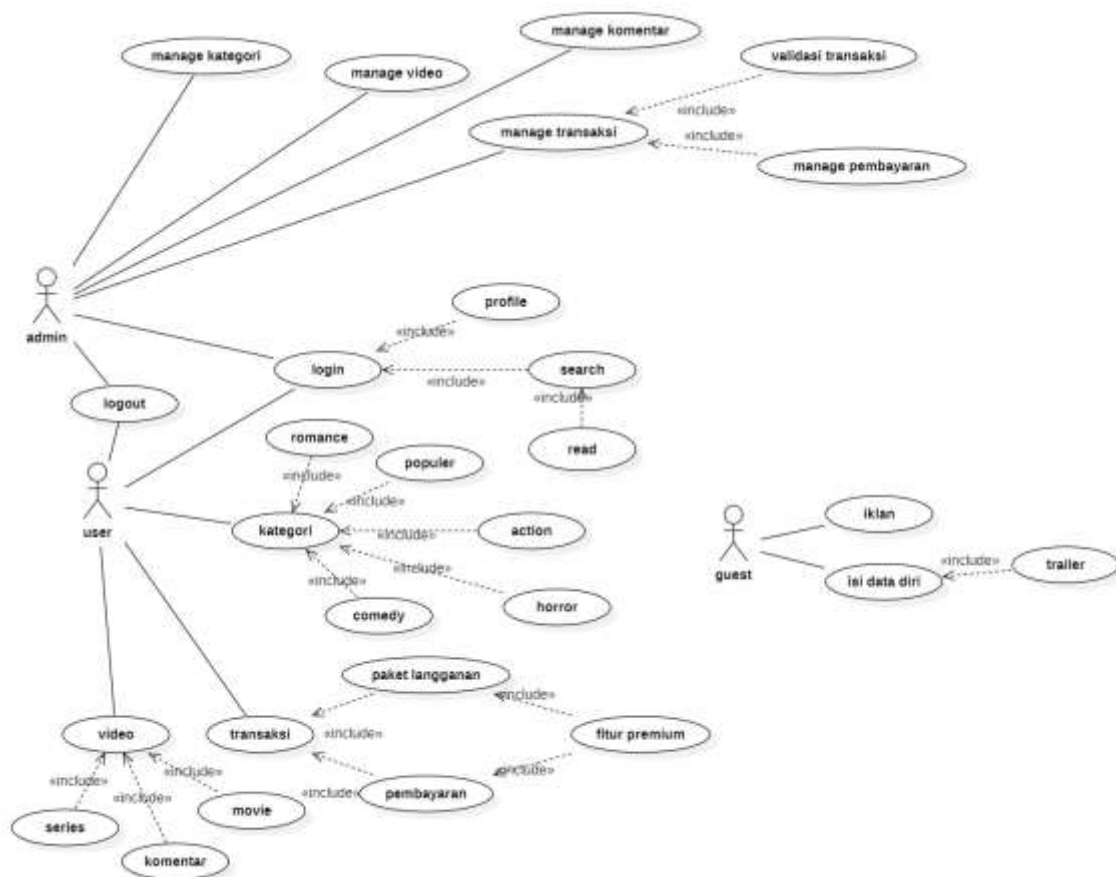 manage komentar
manage kategori
manage video
validasi transaksi
«include»
manage transaksi
«include»
manage pembayaran
profile
«include»
admin
login
«include»
search
logout
«include»
romance
read
populer
«include»
«include»
user
kategori
«include»
action
«include»
«include»
comedy
horror
iklan
guest
isi data diri
«include»
trailer
paket langganan
«include»
video
transaksi
«include»
fitur premium
«include»
«include»
«include»
«include»
pembayaran
«include»
movie
series
komentar